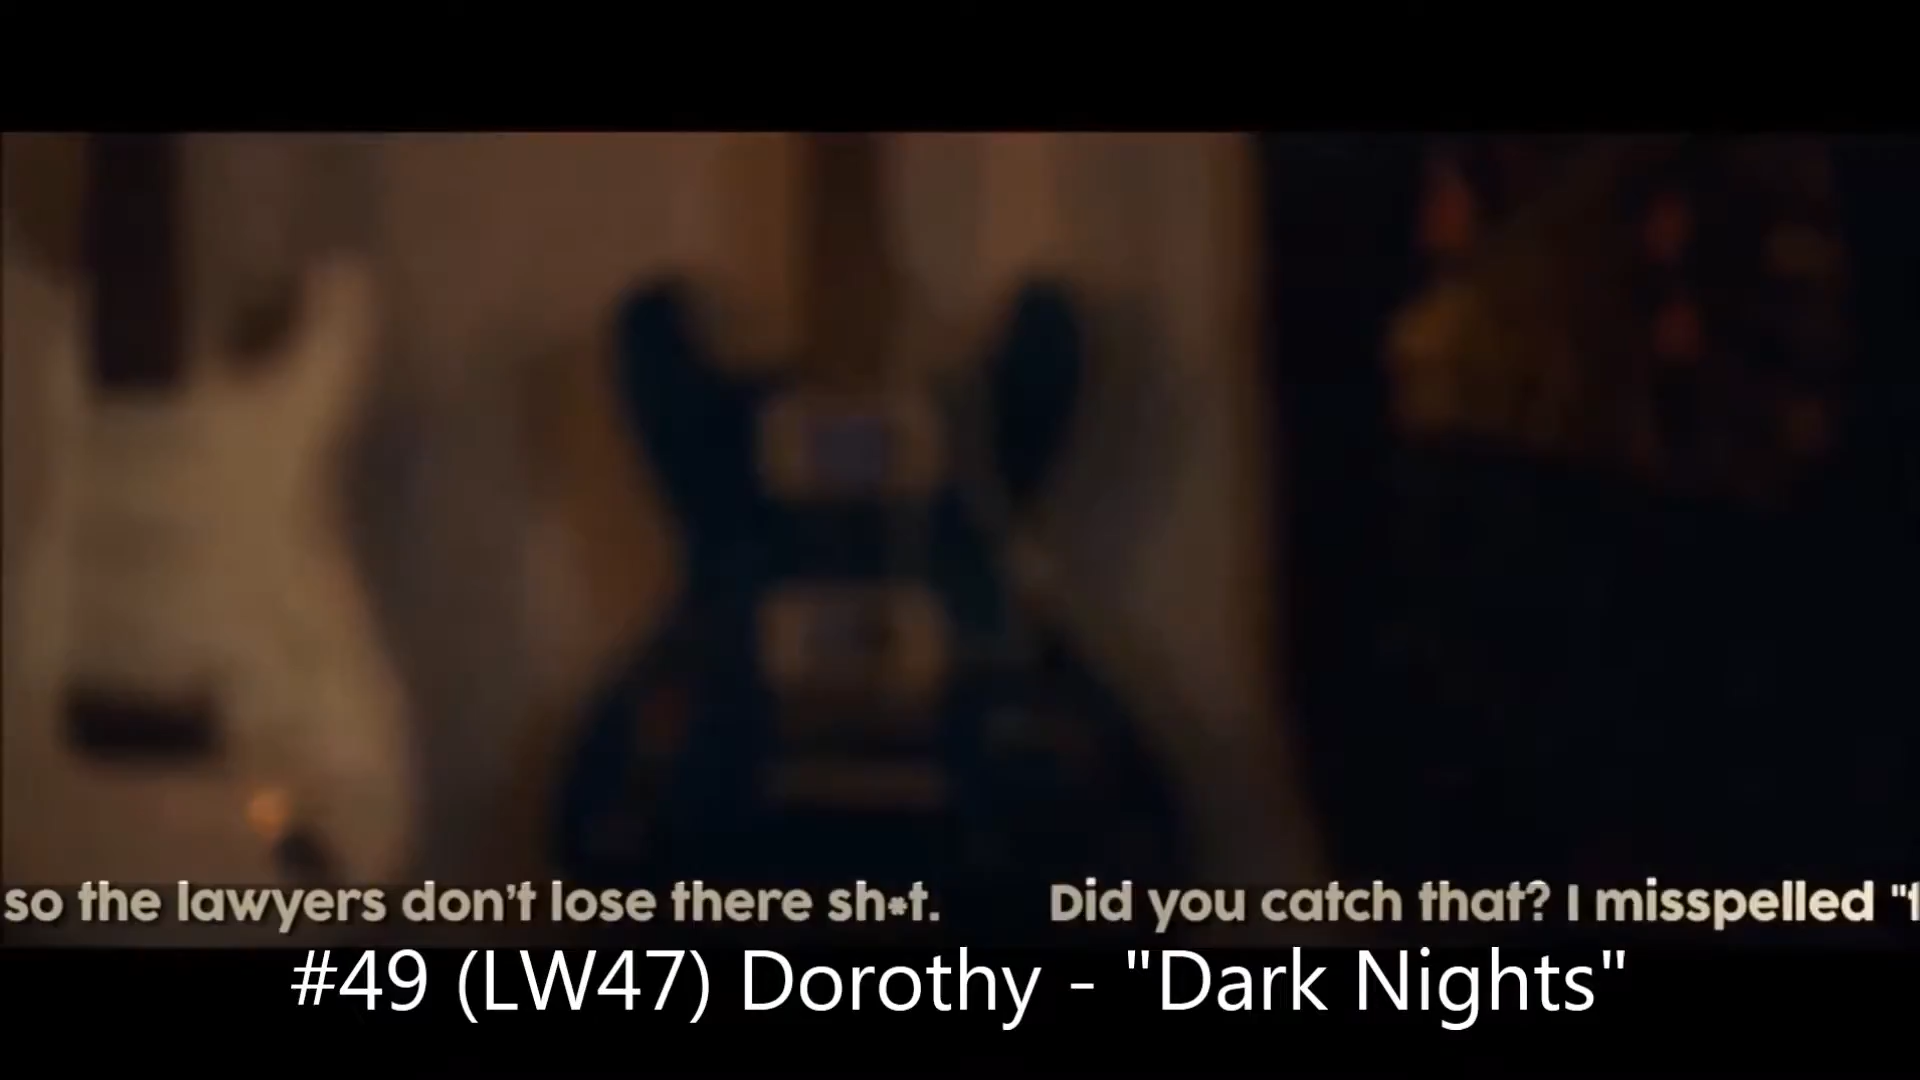 so the lawyers don't lose there sh*t. Did you catch that? I misspelled
#49 (LW47) Dorothy - "Dark Nights"